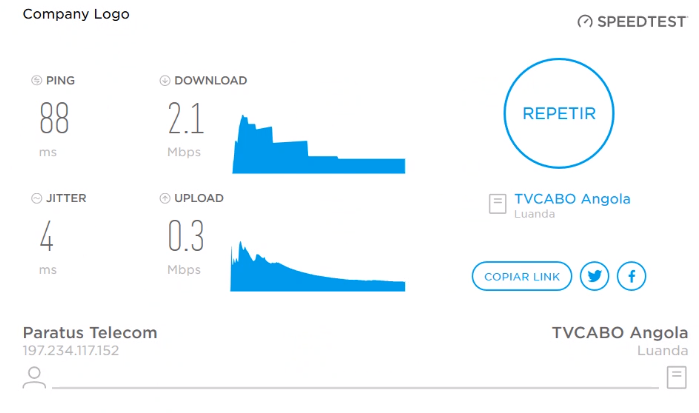 Company Logo
SPEEDTEST
PING
88
ms
DOWNLOAD
2.1
Mbps
JITTER
4
ms
UPLOAD
0.3
Mbps
REPETIR
TVCABO Angola
Luanda
COPIAR LINK
Paratus Telecom
197.234.117.152
TVCABO Angola
Luanda